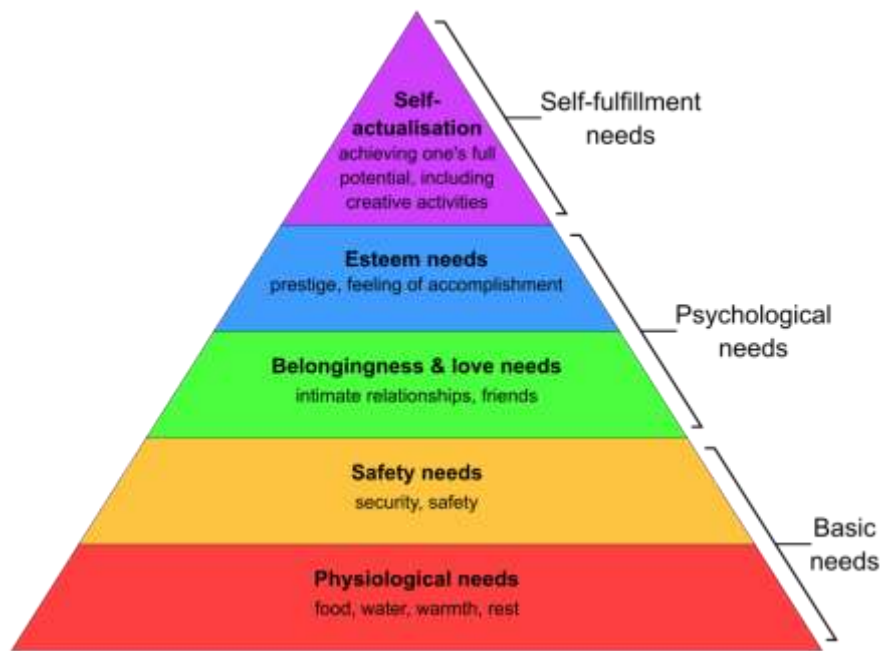 Self-
actualisation
achieving one's full
potential, including
creative activities
Self-fulfillment
needs
Esteem needs
prestige, feeling of accomplishment
Psychological
needs
Belongingness & love needs
intimate relationships, friends
Safety needs
security, safety
Basic
needs
Physiological needs
food, water, warmth, rest